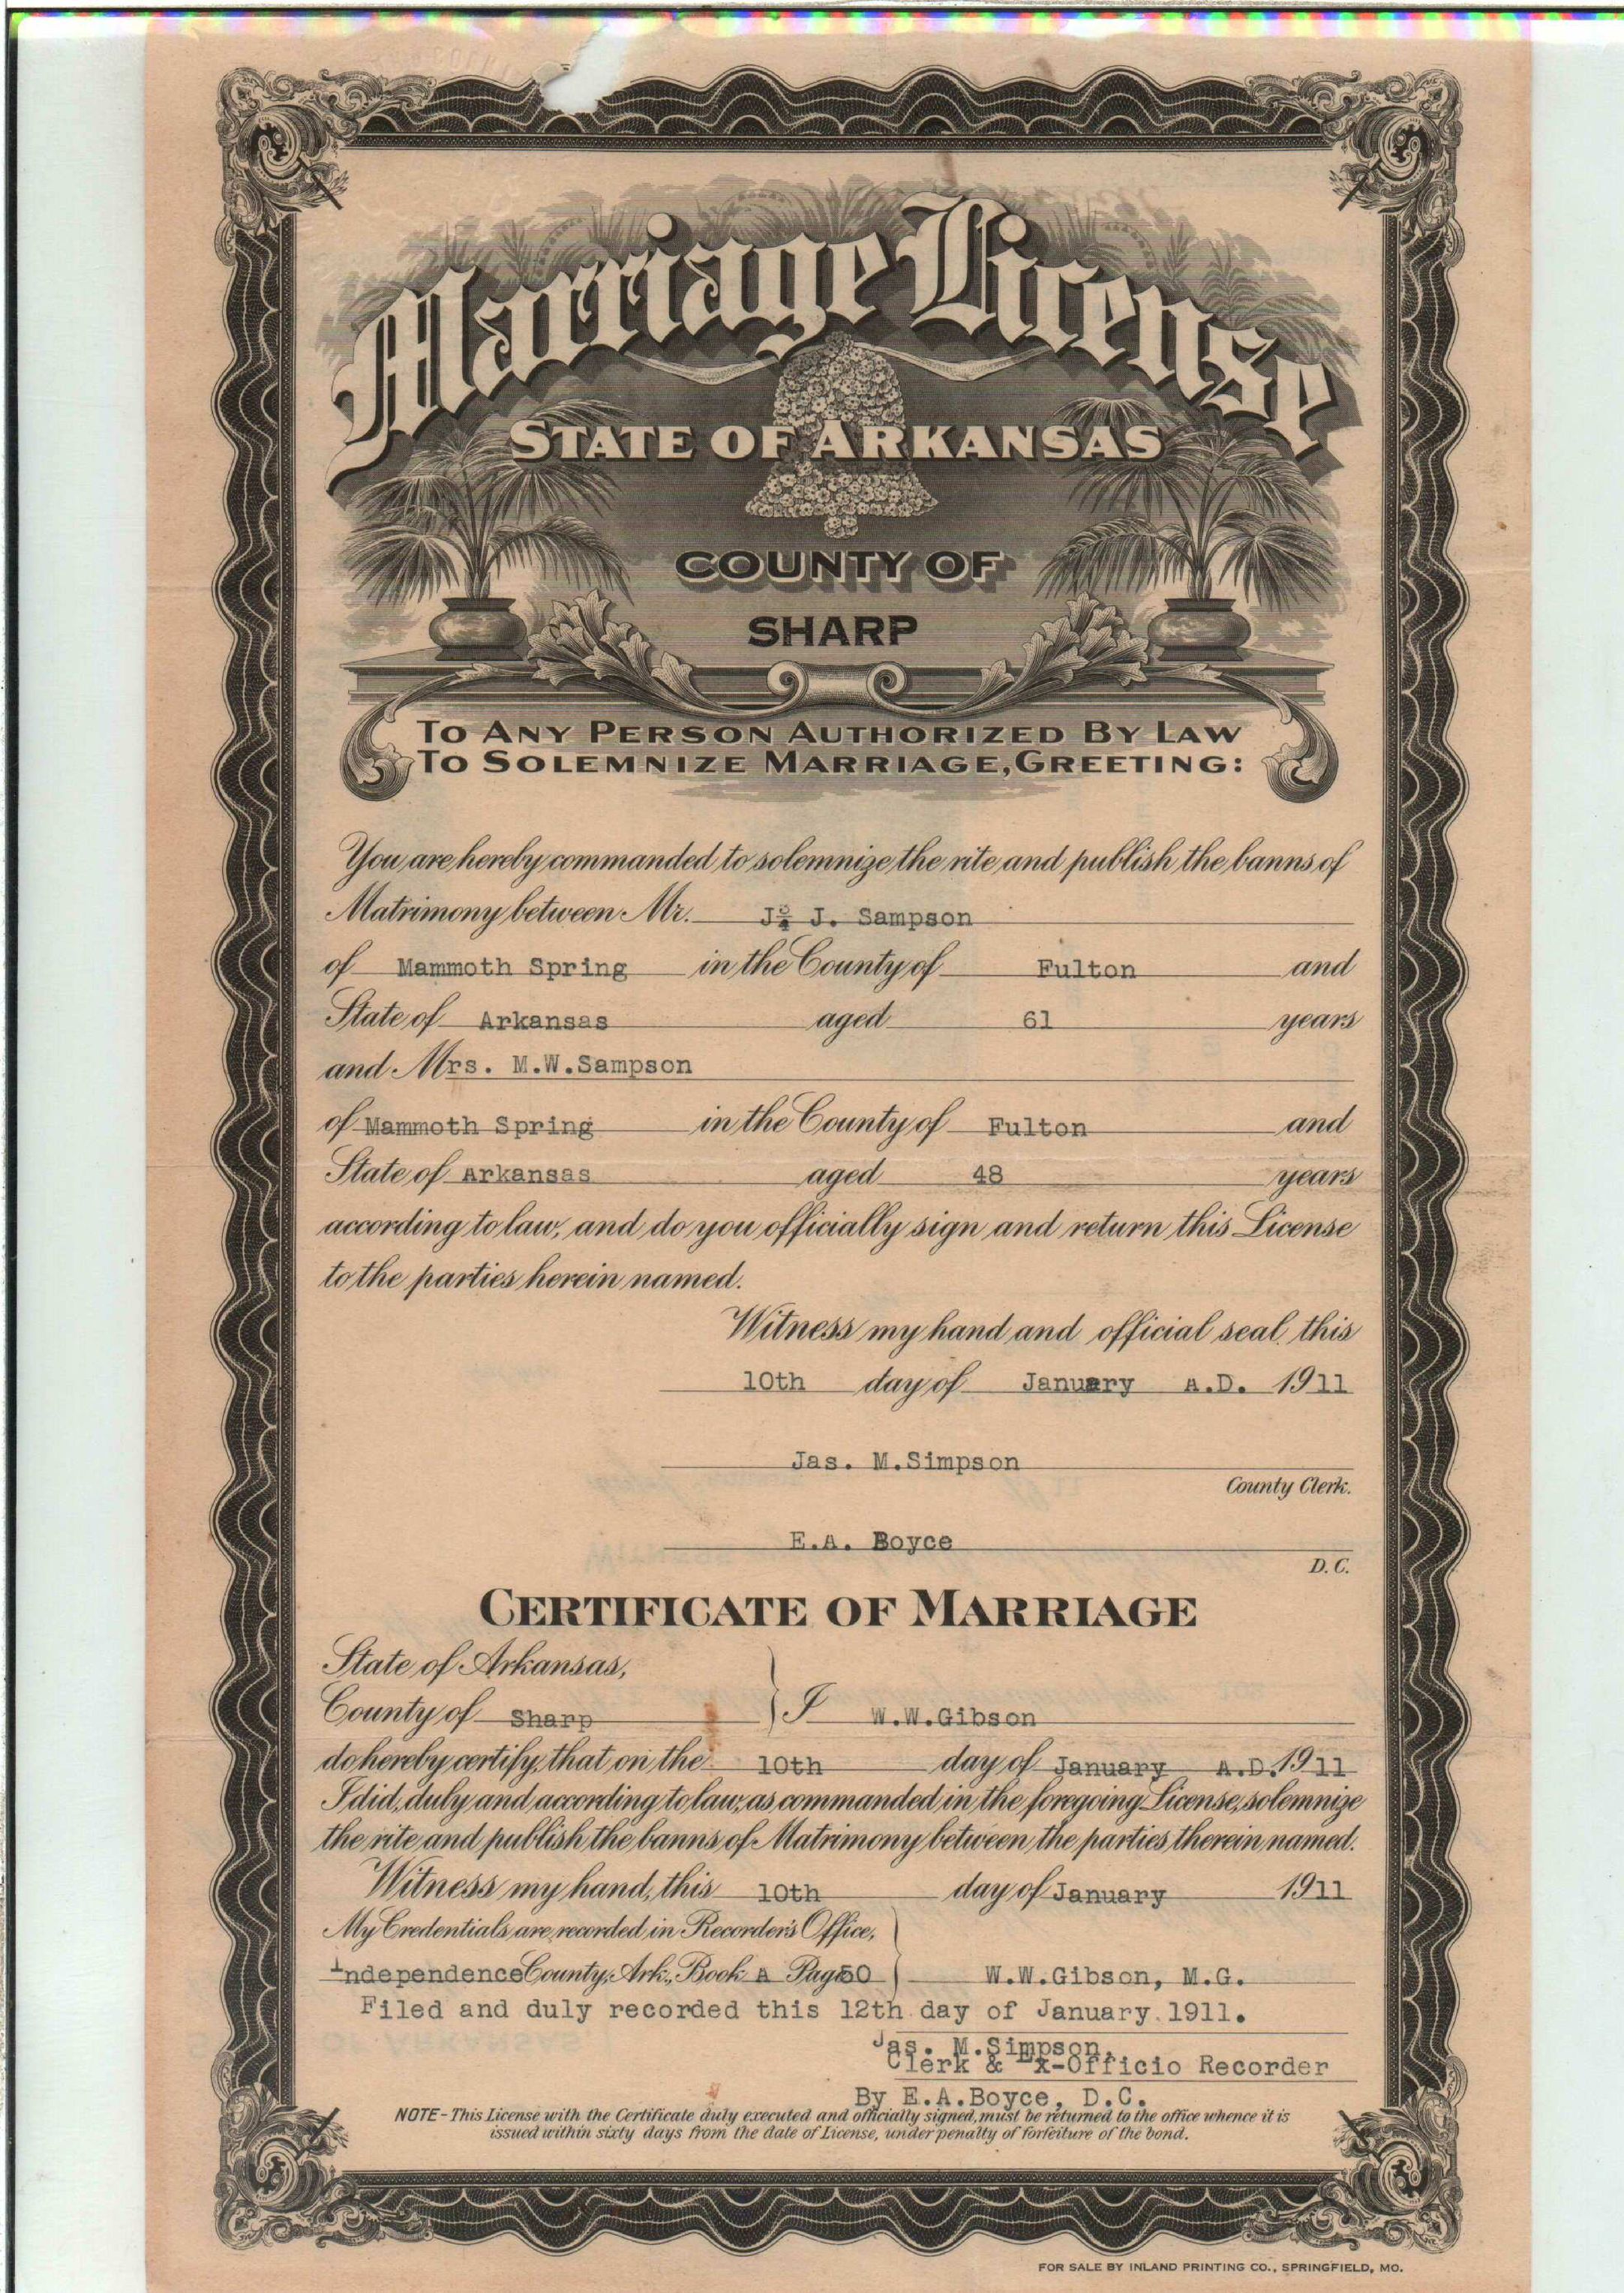 Marriage License
STATE OF ARKANSAS
COUNTY OF
SHARP
TO ANY PERSON AUTHORIZED BY LAW
TO SOLEMNIZE MARRIAGE, GREETING:
You are hereby commanded to solemnize the rite and publish the banns of
Matrimony between Mr. J. Sampson
of Mammoth Spring in the County of Fulton and
State of Arkansas aged 61 years
and Mrs. M.W.Sampson
of Mammoth Spring in the County of Fulton and
State of Arkansas aged 48 years
according to law, and do you officially sign and return this License
to the parties herein named.
Witness my hand and official seal this
10th day of January A.D. 1911
Jas. M.Simpson
County Clerk.
E.A. Boyce
D.C.
CERTIFICATE OF MARRIAGE
State of Arkansas,
County of Sharp } I W.W.Gibson
do hereby certify, that on the 10th day of January A.D. 1911
I did, duly and according to law, as commanded in the foregoing License, solemnize
the rite and publish the banns of Matrimony between the parties therein named.
Witness my hand, this 10th day of January 1911
My Credentials are recorded in Recorder's Office,
Independence County, Ark., Book A Page 50 } W.W.Gibson, M.G.
Filed and duly recorded this 12th day of January 1911.
Jas. M.Simpson,
Clerk & Ex-Officio Recorder
By E.A.Boyce, D.C.
NOTE-This License with the Certificate duly executed and officially signed, must be returned to the office whence it is
issued within sixty days from the date of License, under penalty of forfeiture of the bond.
FOR SALE BY INLAND PRINTING CO., SPRINGFIELD, MO.